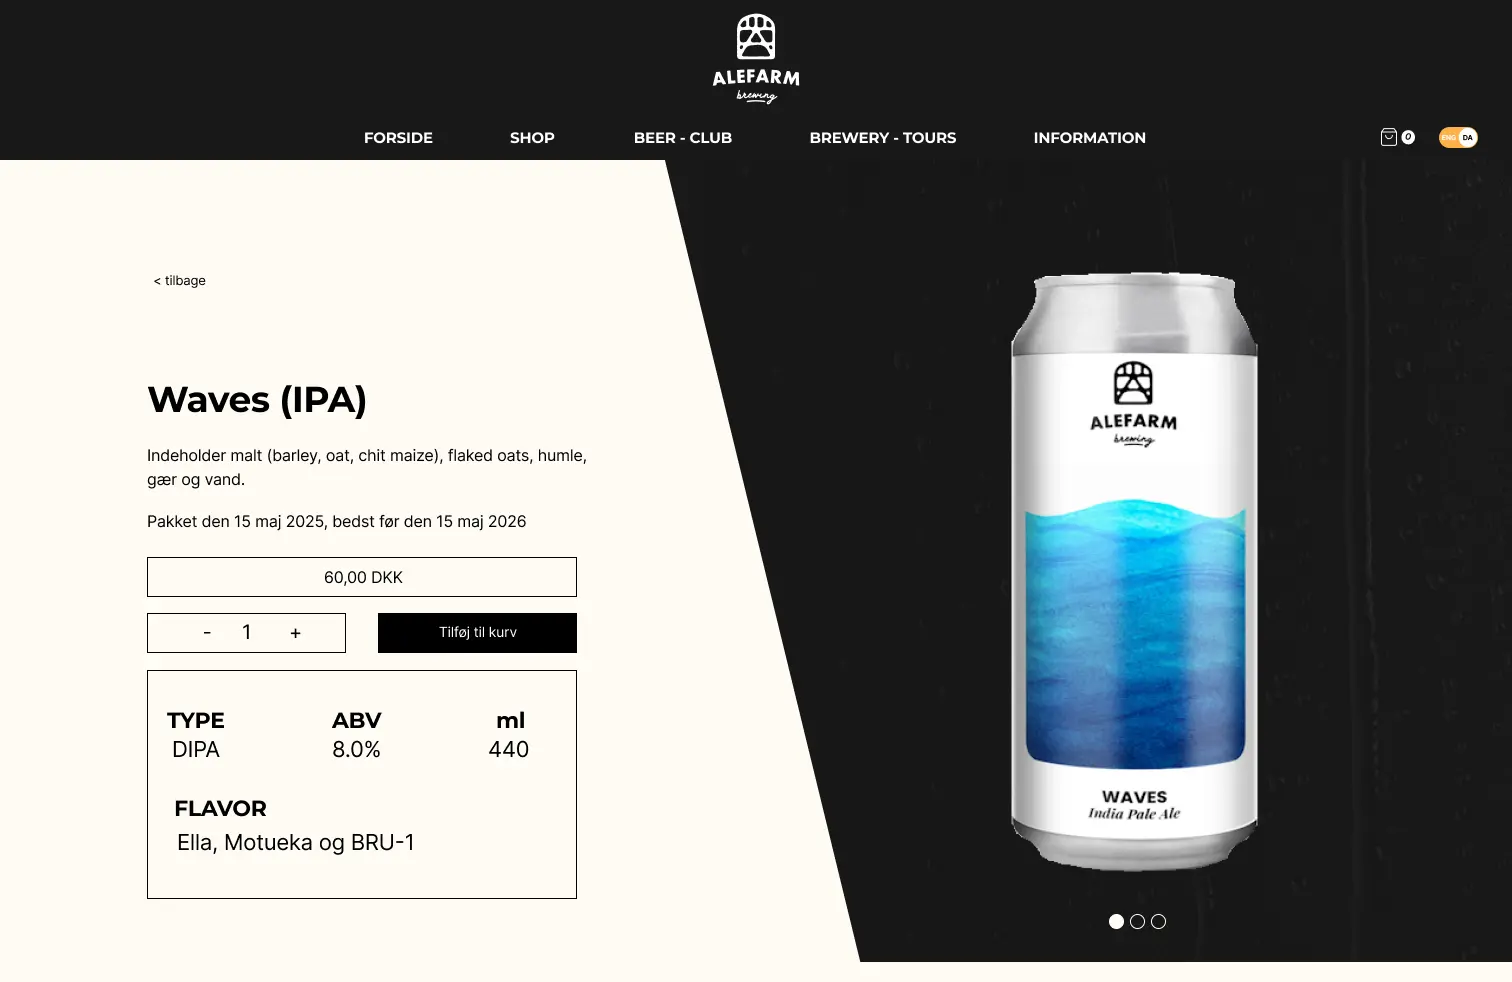 ALEFARM
brewing
FORSIDE SHOP BEER - CLUB BREWERY - TOURS INFORMATION 0 ENG DA
< tilbage
Waves (IPA)
Indeholder malt (barley, oat, chit maize), flaked oats, humle,
gær og vand.
Pakket den 15 maj 2025, bedst før den 15 maj 2026
60,00 DKK
- 1 + Tilføj til kurv
TYPE ABV ml
DIPA 8.0% 440
FLAVOR
Ella, Motueka og BRU-1
ALEFARM
brewing
WAVES
India Pale Ale